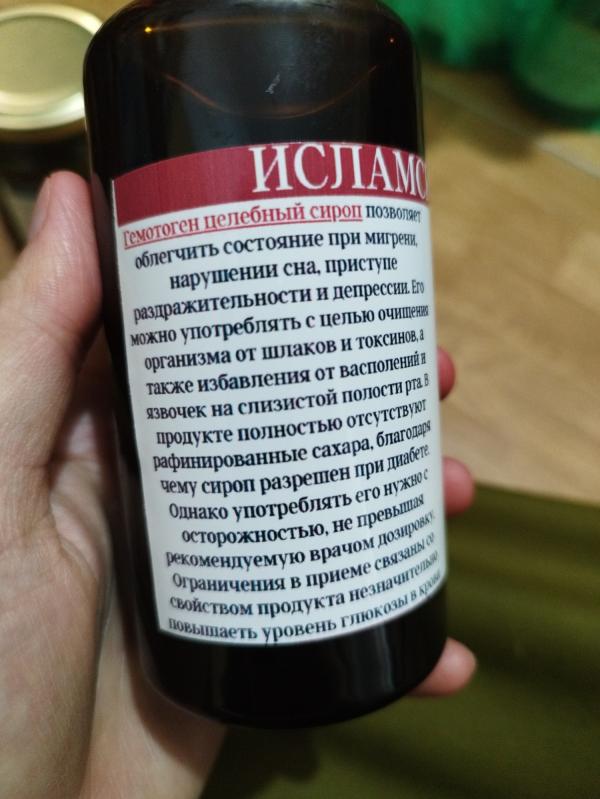 ИСЛАМС
Гемотоген целебный сироп позволяет
облегчить состояние при мигрени,
нарушении сна, приступе
раздражительности и депрессии. Его
можно употреблять с целью очищения
организма от шлаков и токсинов, а
также избавления от васполений и
язвочек на слизистой полости рта. В
продукте полностью отсутствуют
рафинированные сахара, благодаря
чему сироп разрешен при диабете.
Однако употреблять его нужно с
осторожностью, не превышая
рекомендуемую врачом дозировку.
Ограничения в приеме связаны со
свойством продукта незначительно
повышаеть уровень глюкозы в крови